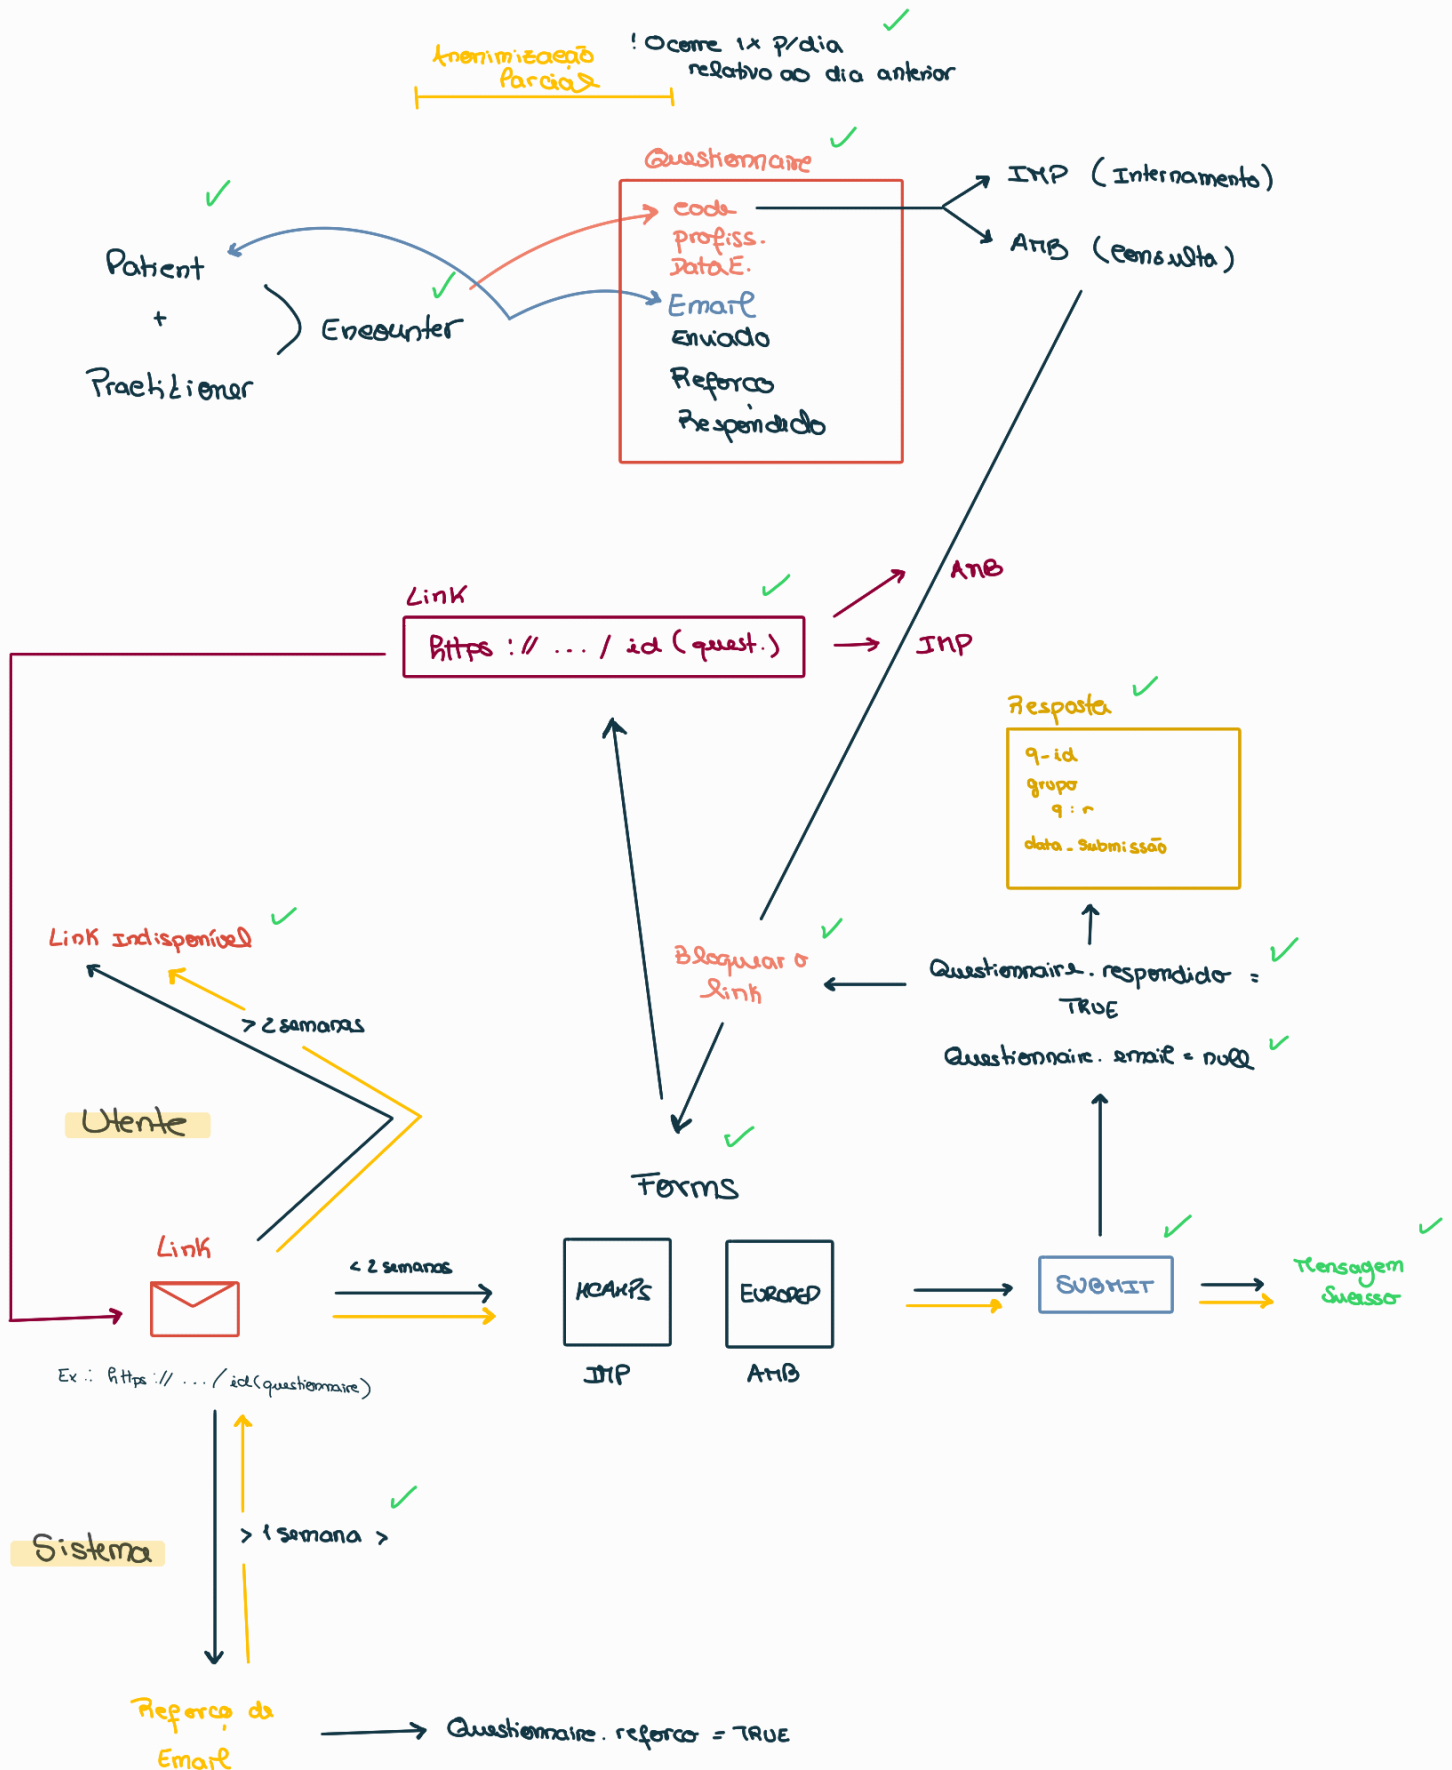 Anonimização
Parcial
! Ocorre 1x p/dia
relativo ao dia anterior
Questionnaire
code
Profiss.
Data E.
Email
Enviado
Reforço
Respondido
IMP (Internamento)
AMB (Consulta)
Patient
+
Practitioner
Encounter
Link
https://.../id(quest.)
AMB
IMP
Resposta
q-id
grupo
q:r
data_submissão
Link Indisponível
> 2 semanas
Bloquear o
link
Questionnaire.respondido =
TRUE
Questionnaire.email = null
Utente
Forms
Link
< 2 semanas
HCAHPS
IMP
EUROPEP
AMB
SUBMIT
Mensagem
Sucesso
Ex.: https://.../id(questionnaire)
> 1 semana >
Sistema
Reforço de
Email
Questionnaire.reforço = TRUE